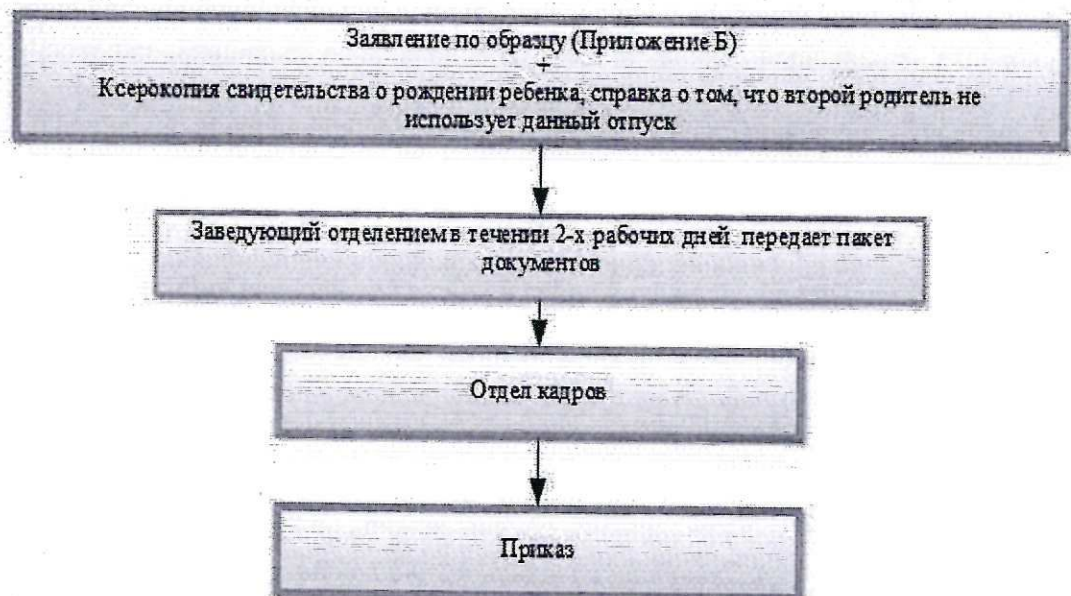 Заявление по образцу (Приложение Б)
+
Ксерокопия свидетельства о рождении ребенка, справка о том, что второй родитель не
использует данный отпуск
Заведующий отделением в течении 2-х рабочих дней передает пакет
документов
Отдел кадров
Приказ